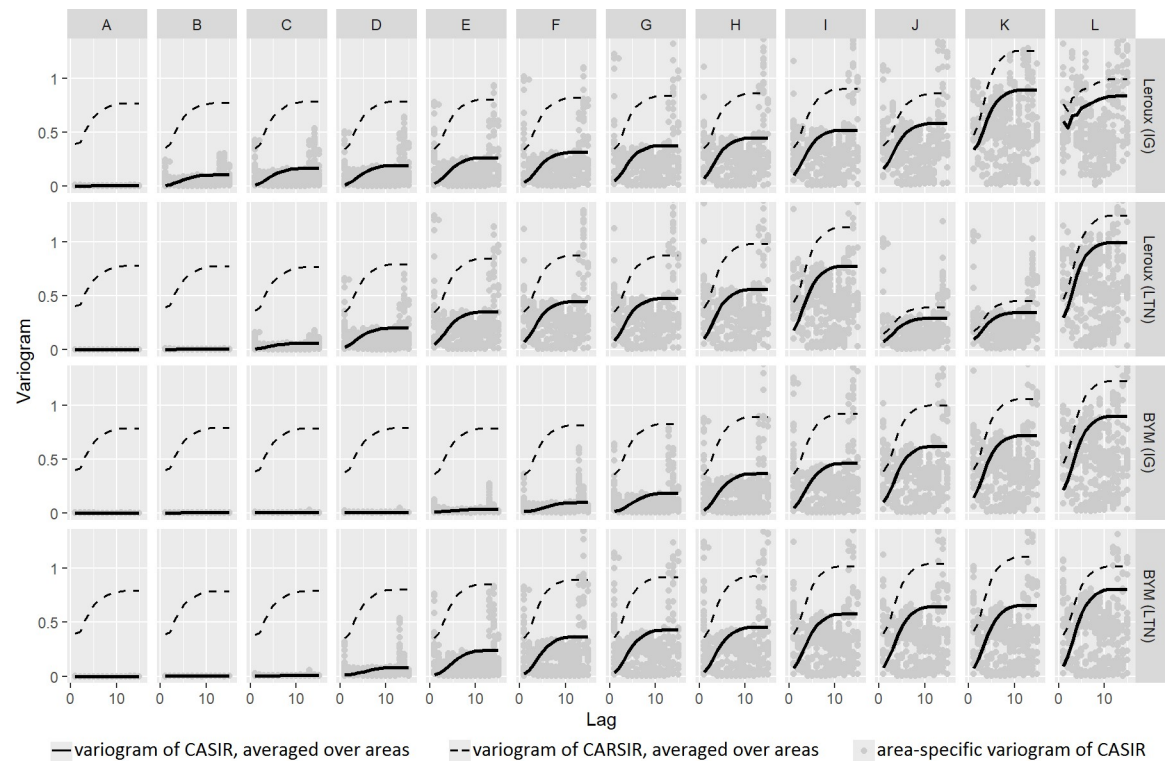 A B C D E F G H I J K L
1
0.5
0
Leroux (IG)
1
0.5
0
Leroux (LTN)
1
0.5
0
BYM (IG)
1
0.5
0
BYM (LTN)
Variogram
0 10 0 10 0 10 0 10 0 10 0 10 0 10 0 10 0 10 0 10 0 10 0 10
Lag
variogram of CASIR, averaged over areas variogram of CARSIR, averaged over areas area-specific variogram of CASIR